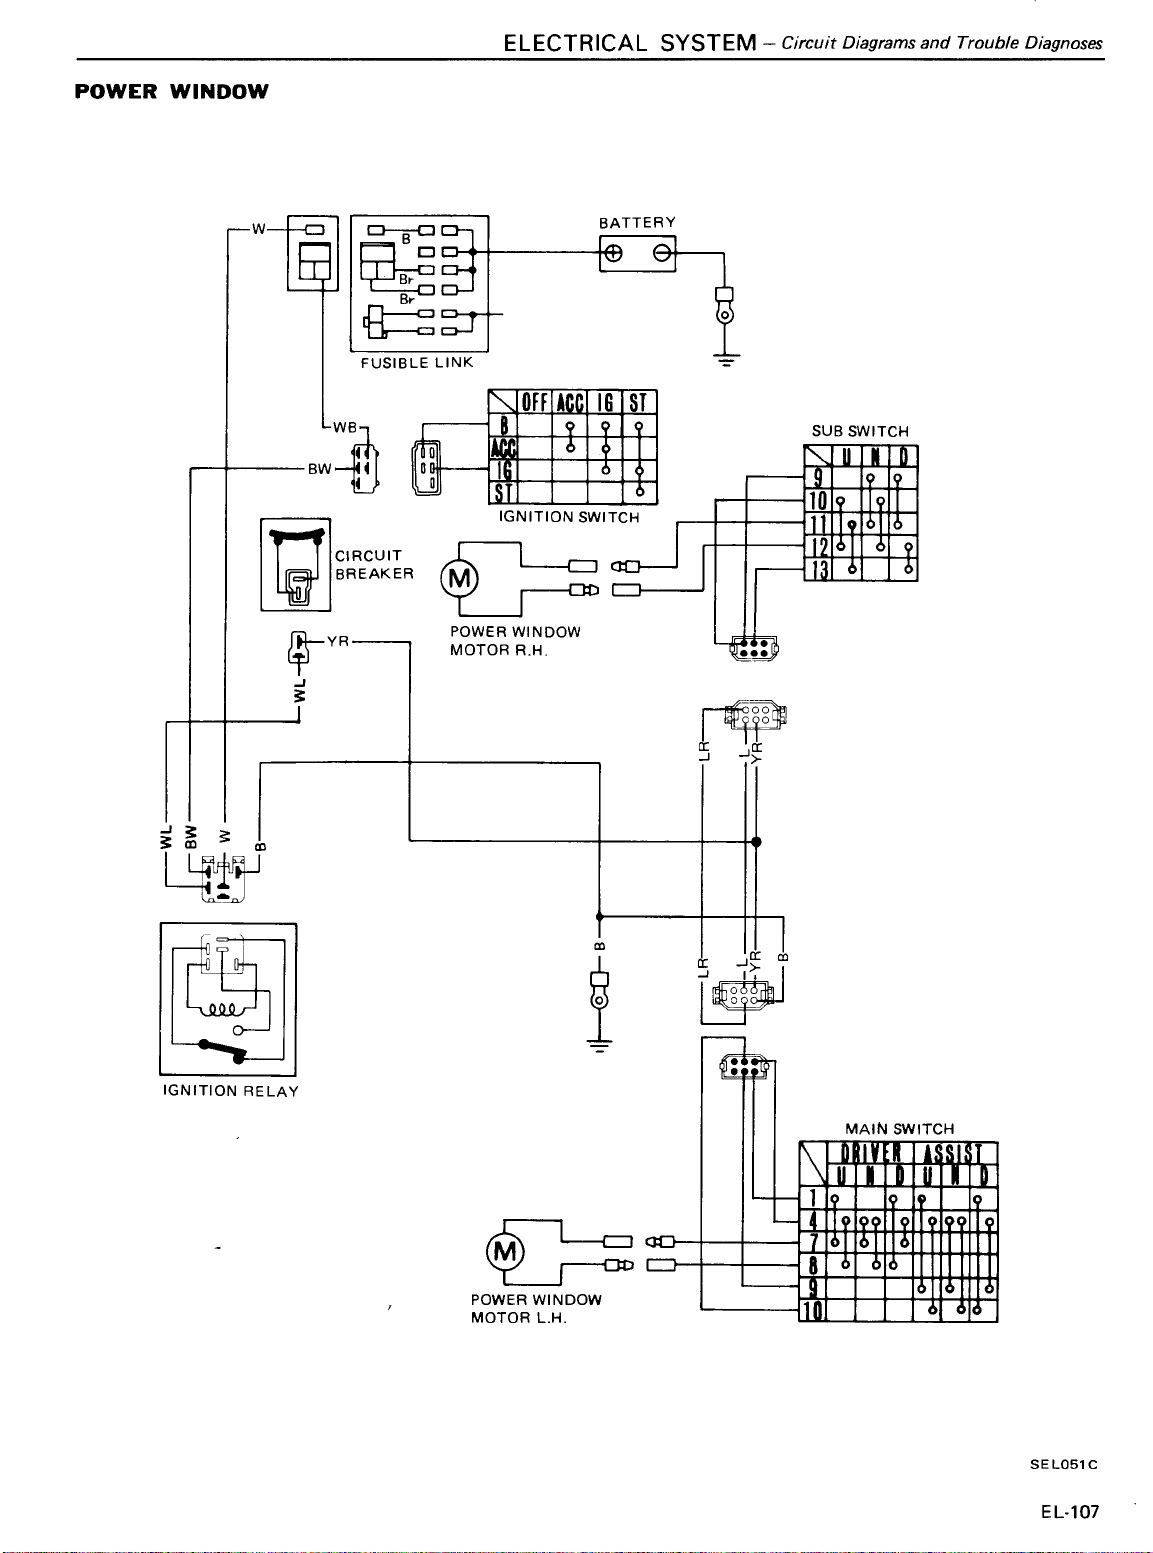 ELECTRICAL SYSTEM — Circuit Diagrams and Trouble Diagnoses
POWER WINDOW
W
B
Br
Br
FUSIBLE LINK
BATTERY
WB
BW
OFF ACC IG ST
B
ACC
IG
ST
IGNITION SWITCH
SUB SWITCH
U N D
9
10
11
12
13
CIRCUIT
BREAKER
M
POWER WINDOW
MOTOR R.H.
YR
WL
LR
L
YR
WL
BW
W
B
B
LR
L
YR
B
IGNITION RELAY
MAIN SWITCH
DRIVER ASSIST
U N D U N D
1
4
7
8
9
10
M
POWER WINDOW
MOTOR L.H.
SEL051C
EL-107